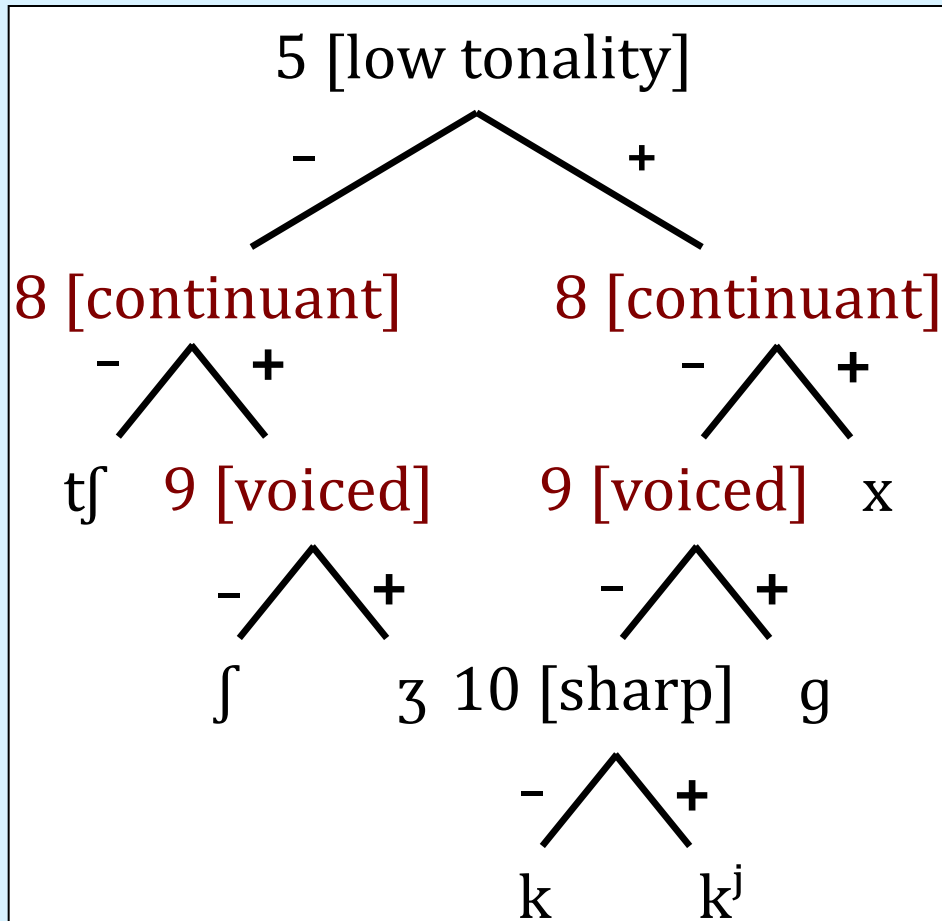 5 [low tonality]
– +
8 [continuant] 8 [continuant]
– + – +
tʃ 9 [voiced] 9 [voiced] x
– + – +
ʃ ʒ 10 [sharp] g
– +
k kʲ